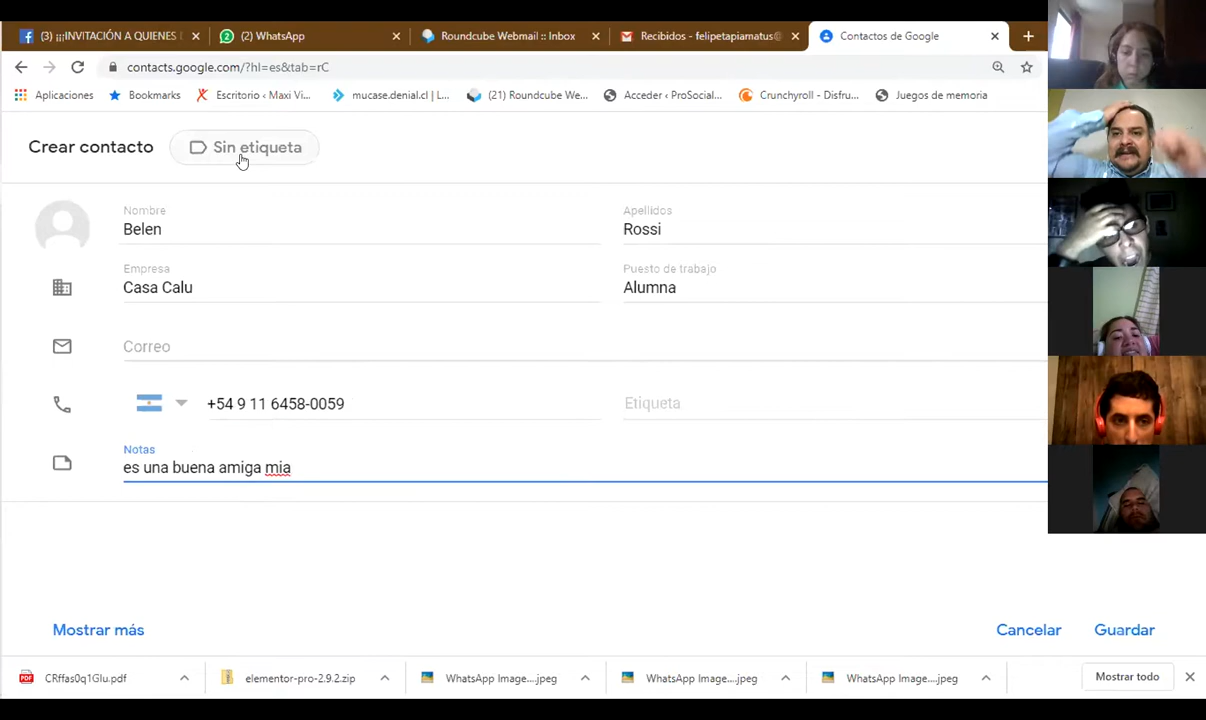 (3) ¡¡¡INVITACIÓN A QUIENES
(2) WhatsApp
Roundcube Webmail :: Inbox
Recibidos - felipetapiamatus@
Contactos de Google
contacts.google.com/?hl=es&tab=rC
Aplicaciones
Bookmarks
Escritorio ‹ Maxi Vi...
mucase.denial.cl | L...
(21) Roundcube We...
Acceder ‹ ProSocial...
Crunchyroll - Disfru...
Juegos de memoria
Crear contacto
Sin etiqueta
Nombre
Belen
Apellidos
Rossi
Empresa
Casa Calu
Puesto de trabajo
Alumna
Correo
+54 9 11 6458-0059
Etiqueta
Notas
es una buena amiga mia
Mostrar más
Cancelar
Guardar
CRffas0q1Glu.pdf
elementor-pro-2.9.2.zip
WhatsApp Image....jpeg
WhatsApp Image....jpeg
WhatsApp Image....jpeg
Mostrar todo